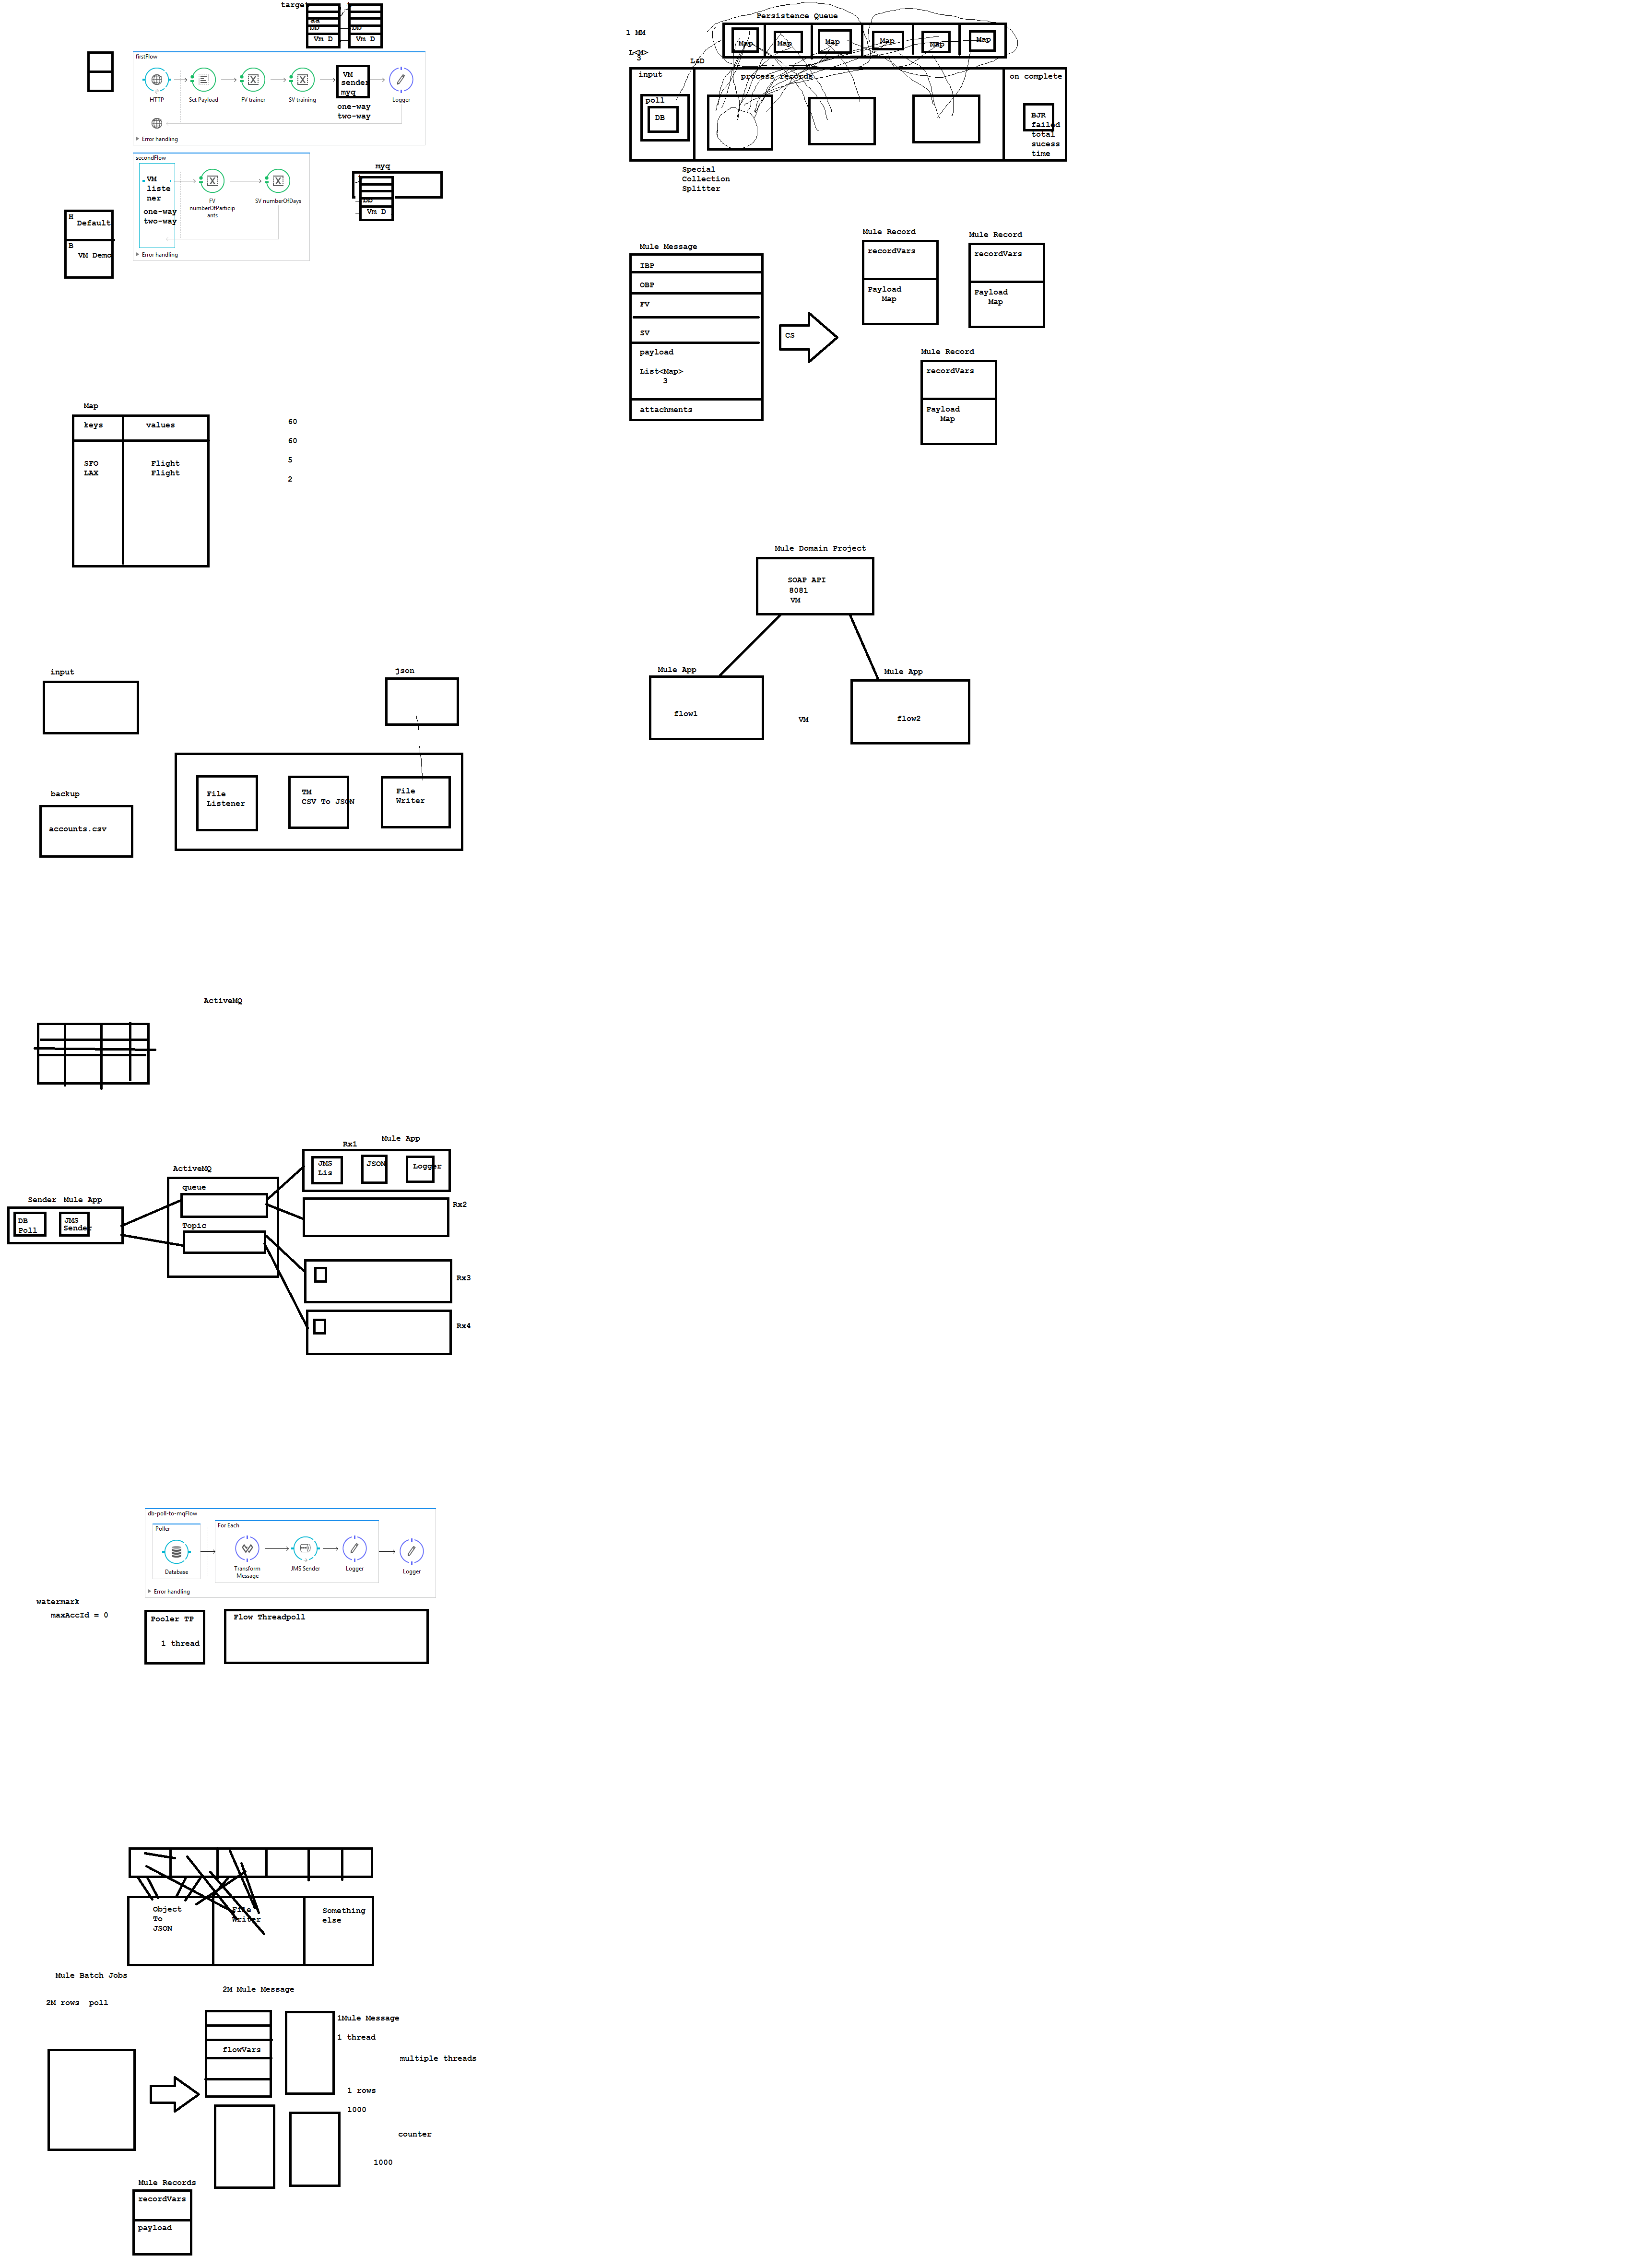 target
aa
bb
bb
Vm D
Vm D
firstFlow
HTTP
Set Payload
FV trainer
SV training
VM
sender
myq
Logger
one-way
two-way
Error handling
secondFlow
VM
liste
ner
one-way
two-way
FV
numberOfParticip
ants
SV numberOfDays
Error handling
myq
bb
Vm D
H
Default
B
VM Demo
Map
keys
values
SFO
Flight
LAX
Flight
60
60
5
2
input
json
File
Listener
TM
CSV To JSON
File
Writer
backup
accounts.csv
ActiveMQ
Mule App
Rx1
JMS
Lis
JSON
Logger
ActiveMQ
queue
Rx2
Sender Mule App
DB
Poll
JMS
Sender
Topic
Rx3
Rx4
db-poll-to-mqFlow
Poller
For Each
Database
Transform
Message
JMS Sender
Logger
Logger
Error handling
watermark
maxAccId = 0
Pooler TP
1 thread
Flow Threadpoll
Object
To
JSON
File
Writer
Something
else
Mule Batch Jobs
2M Mule Message
2M rows poll
1Mule Message
1 thread
flowVars
multiple threads
1 rows
1000
counter
1000
Mule Records
recordVars
payload
Persistence Queue
1 MM
Map
Map
Map
Map
Map
Map
L<M>
3
L&D
input
process records
on complete
poll
DB
BJR
failed
total
sucess
time
Special
Collection
Splitter
Mule Message
IBP
OBP
FV
SV
payload
List<Map>
3
attachments
CS
Mule Record
recordVars
Payload
Map
Mule Record
recordVars
Payload
Map
Mule Record
recordVars
Payload
Map
Mule Domain Project
SOAP API
8081
VM
Mule App
flow1
VM
Mule App
flow2